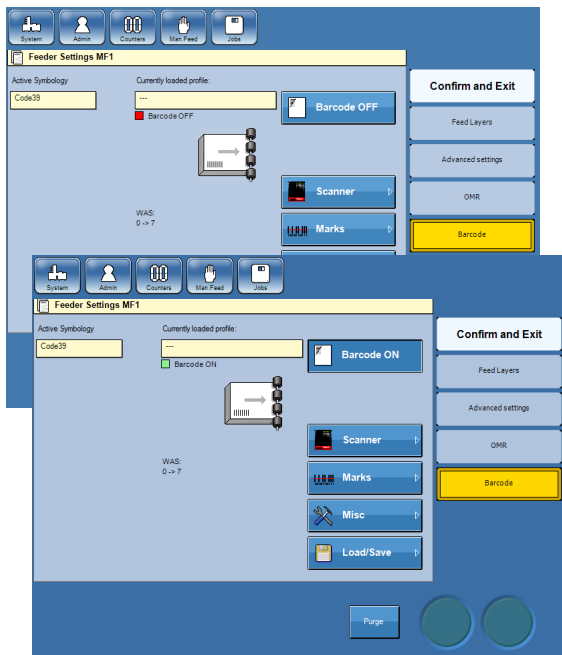 System Admin Counters Man.Feed Jobs
Feeder Settings MF1
Active Symbology Currently loaded profile:
Code39 ---
Barcode OFF
Barcode OFF
Scanner
WAS:
0 -> 7
Marks
Confirm and Exit
Feed Layers
Advanced settings
OMR
Barcode
System Admin Counters Man.Feed Jobs
Feeder Settings MF1
Active Symbology Currently loaded profile:
Code39 ---
Barcode ON
Barcode ON
Scanner
WAS:
0 -> 7
Marks
Misc
Load/Save
Confirm and Exit
Feed Layers
Advanced settings
OMR
Barcode
Purge